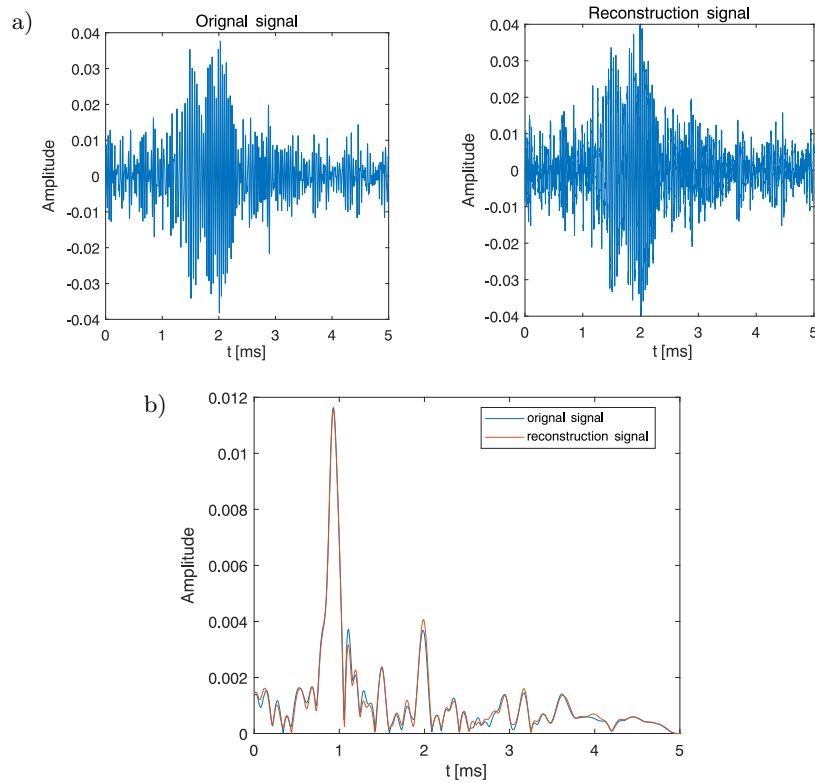 a)
Orignal signal
0.04
0.03
0.02
0.01
0
-0.01
-0.02
-0.03
-0.04
Amplitude
0 1 2 3 4 5
t [ms]
Reconstruction signal
0.04
0.03
0.02
0.01
0
-0.01
-0.02
-0.03
-0.04
Amplitude
0 1 2 3 4 5
t [ms]
b)
0.012
0.01
0.008
0.006
0.004
0.002
0
Amplitude
orignal signal
reconstruction signal
0 1 2 3 4 5
t [ms]